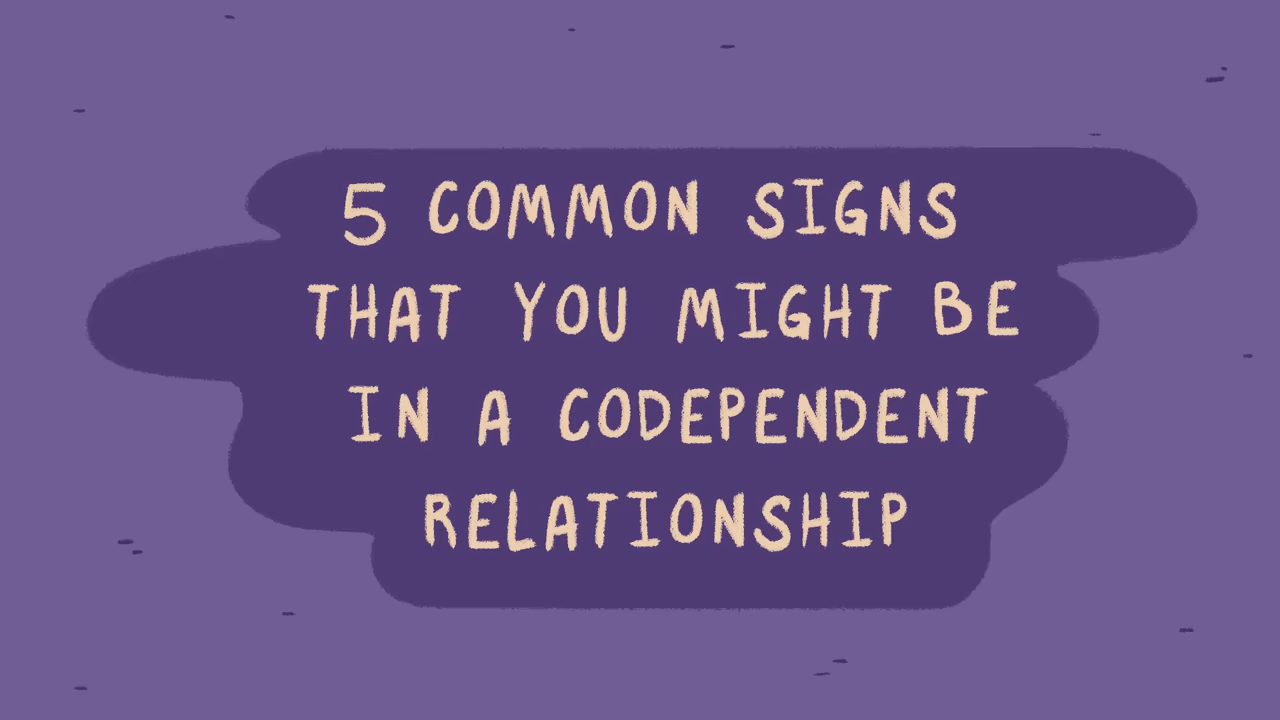 5 COMMON SIGNS
THAT YOU MIGHT BE
IN A CODEPENDENT
RELATIONSHIP